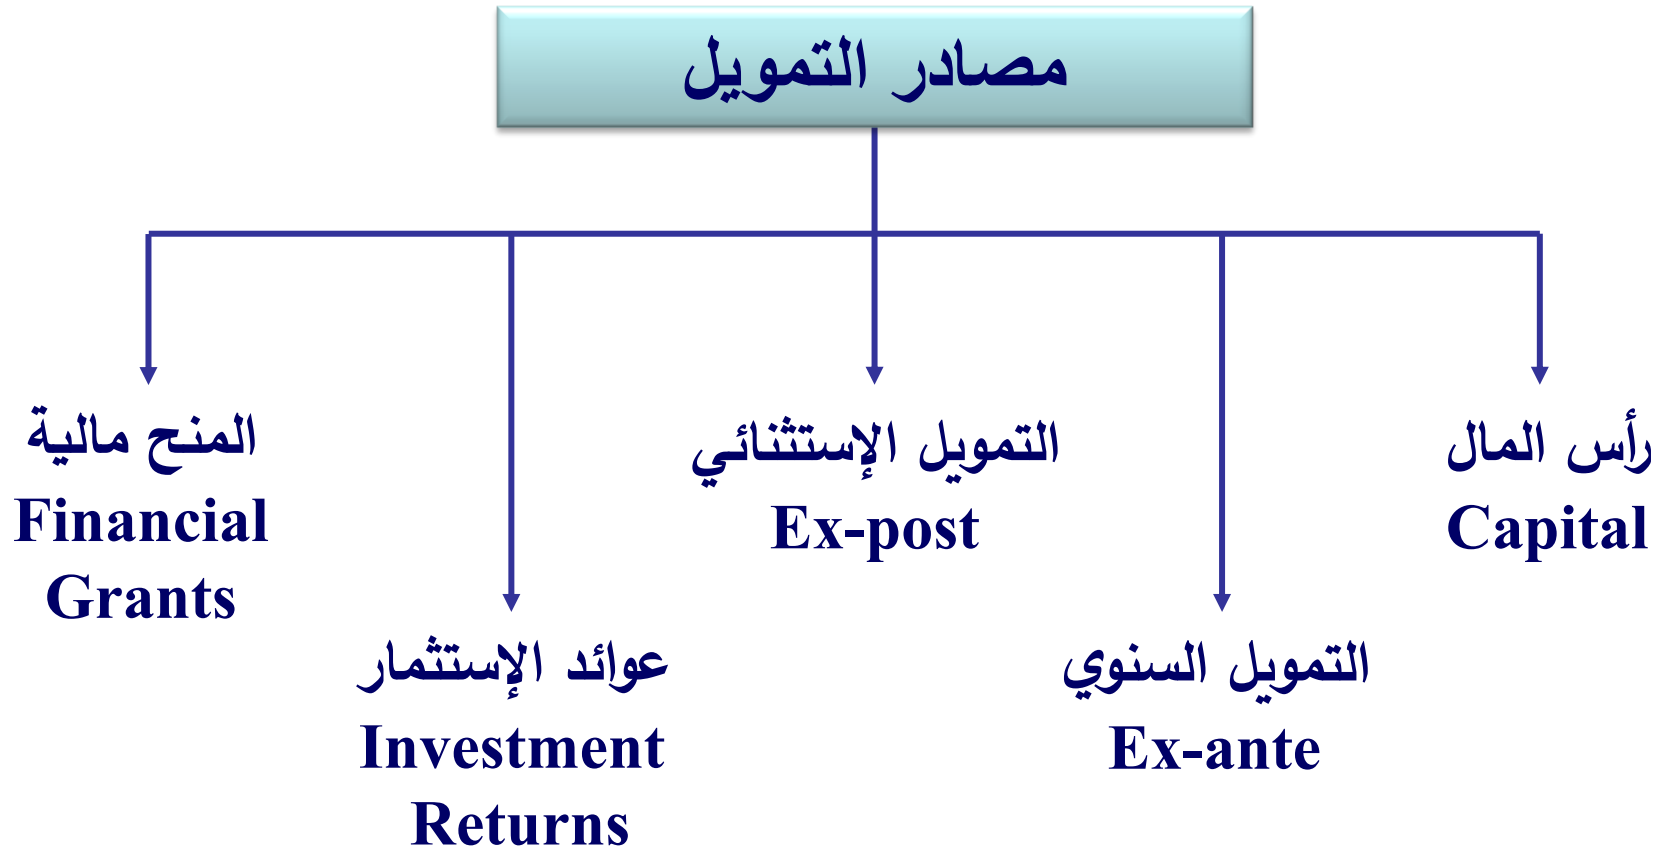 مصادر التمويل
رأس المال
Capital
التمويل السنوي
Ex-ante
التمويل الإستثنائي
Ex-post
عوائد الإستثمار
Investment
Returns
المنح مالية
Financial
Grants